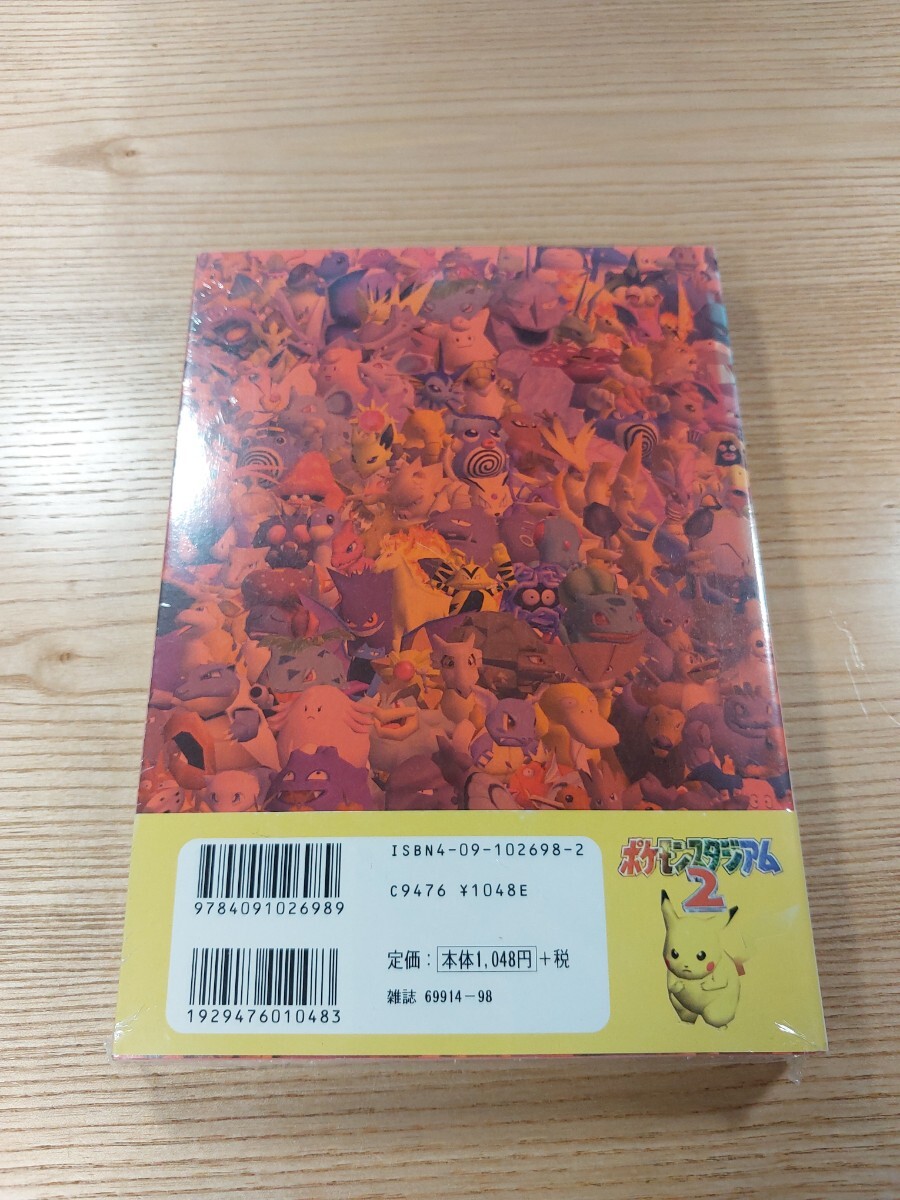 ISBN4-09-102698-2
9784091026989
C9476 ¥1048E
定価：本体1,048円+税
雑誌 69914-98
1929476010483
ポケモンスタジアム
2